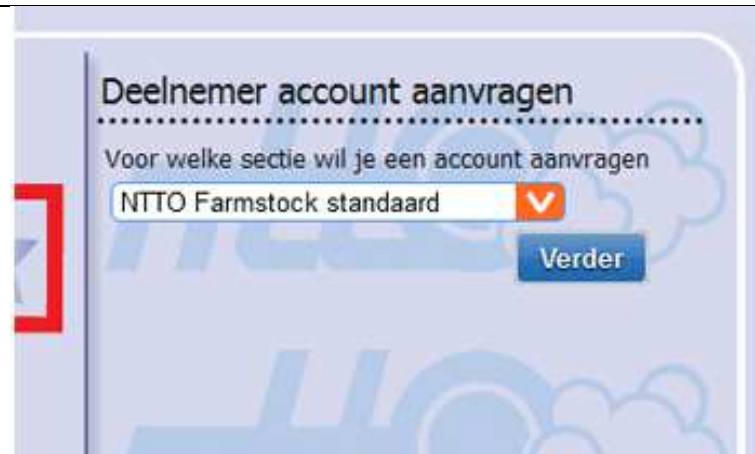 Deelnemer account aanvragen
Voor welke sectie wil je een account aanvragen
NTTO Farmstock standaard
Verder